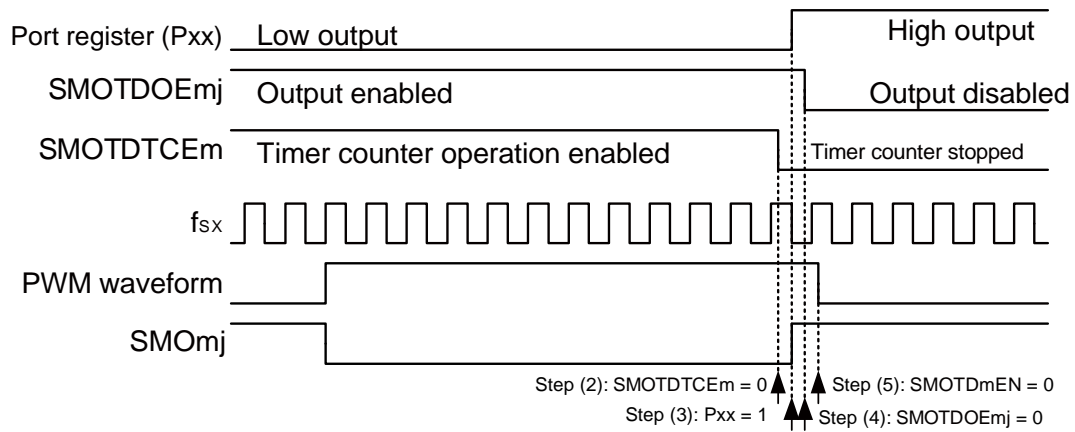 Port register (Pxx) Low output High output
SMOTDOEmj Output enabled Output disabled
SMOTDTCEm Timer counter operation enabled Timer counter stopped
fsx
PWM waveform
SMOmj
Step (2): SMOTDTCEm = 0 Step (5): SMOTDmEN = 0
Step (3): Pxx = 1 Step (4): SMOTDOEmj = 0